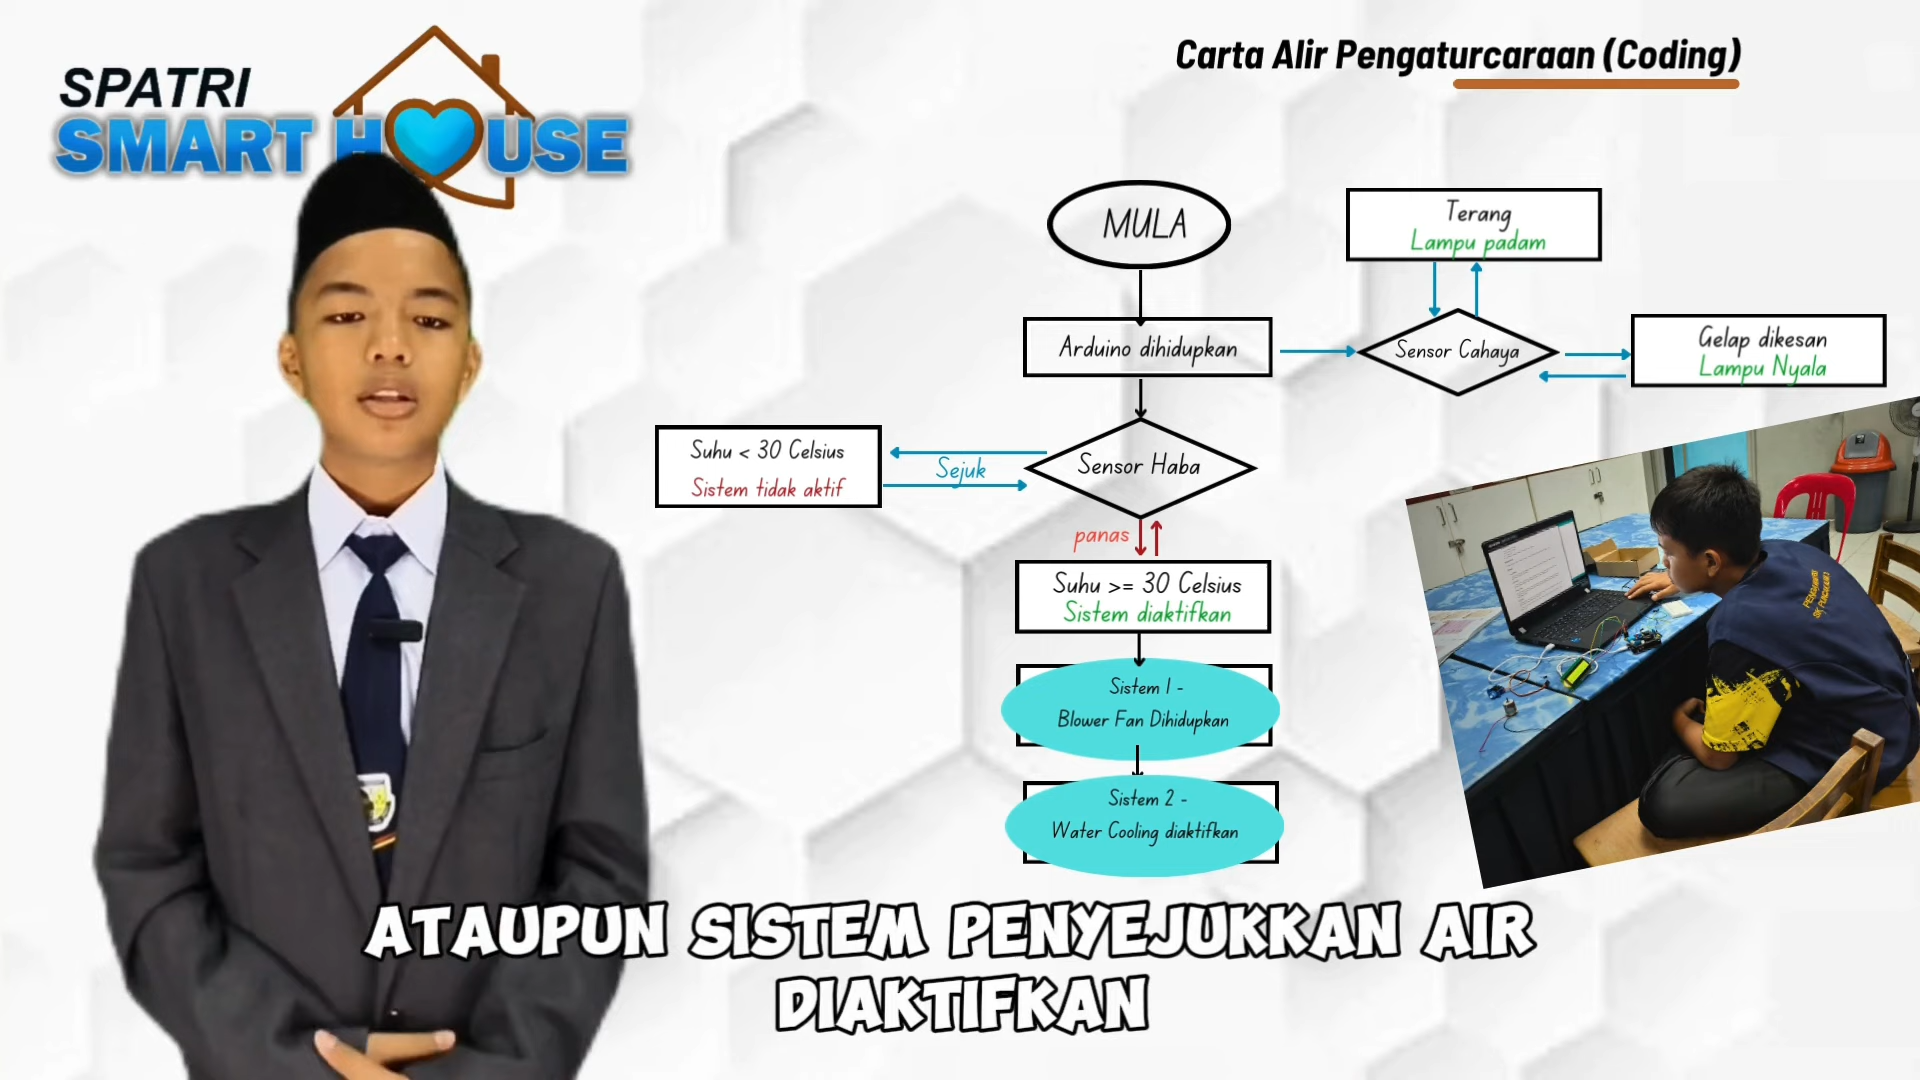 SPATRI
SMART HOUSE
Carta Alir Pengaturcaraan (Coding)
MULA
Terang
Lampu padam
Arduino dihidupkan
Sensor Cahaya
Gelap dikesan
Lampu Nyala
Suhu < 30 Celsius
Sistem tidak aktif
Sejuk
Sensor Haba
panas
Suhu >= 30 Celsius
Sistem diaktifkan
Sistem 1 -
Blower Fan Dihidupkan
Sistem 2 -
Water Cooling diaktifkan
ATAUPUN SISTEM PENYEJUKKAN AIR
DIAKTIFKAN